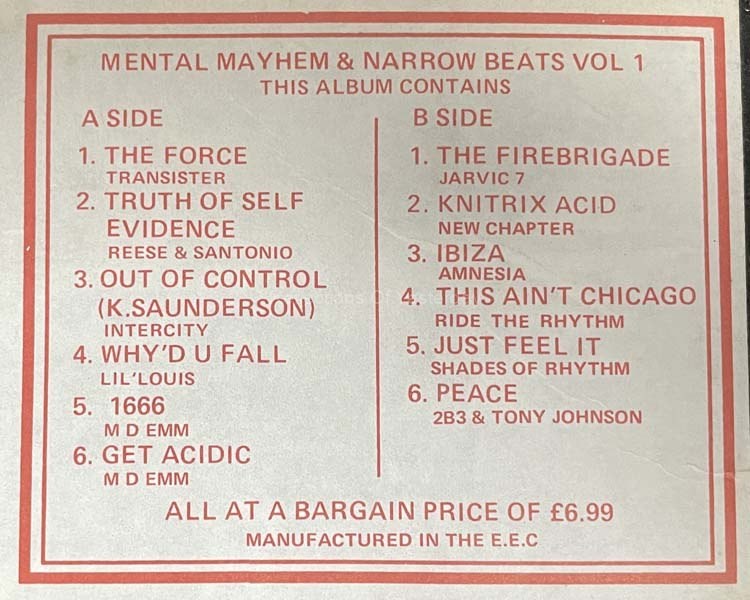 MENTAL MAYHEM & NARROW BEATS VOL 1
THIS ALBUM CONTAINS
A SIDE
1. THE FORCE
TRANSISTER
2. TRUTH OF SELF
EVIDENCE
REESE & SANTONIO
3. OUT OF CONTROL
(K.SAUNDERSON)
INTERCITY
4. WHY'D U FALL
LIL'LOUIS
5. 1666
M D EMM
6. GET ACIDIC
M D EMM
B SIDE
1. THE FIREBRIGADE
JARVIC 7
2. KNITRIX ACID
NEW CHAPTER
3. IBIZA
AMNESIA
4. THIS AIN'T CHICAGO
RIDE THE RHYTHM
5. JUST FEEL IT
SHADES OF RHYTHM
6. PEACE
2B3 & TONY JOHNSON
ALL AT A BARGAIN PRICE OF £6.99
MANUFACTURED IN THE E.E.C